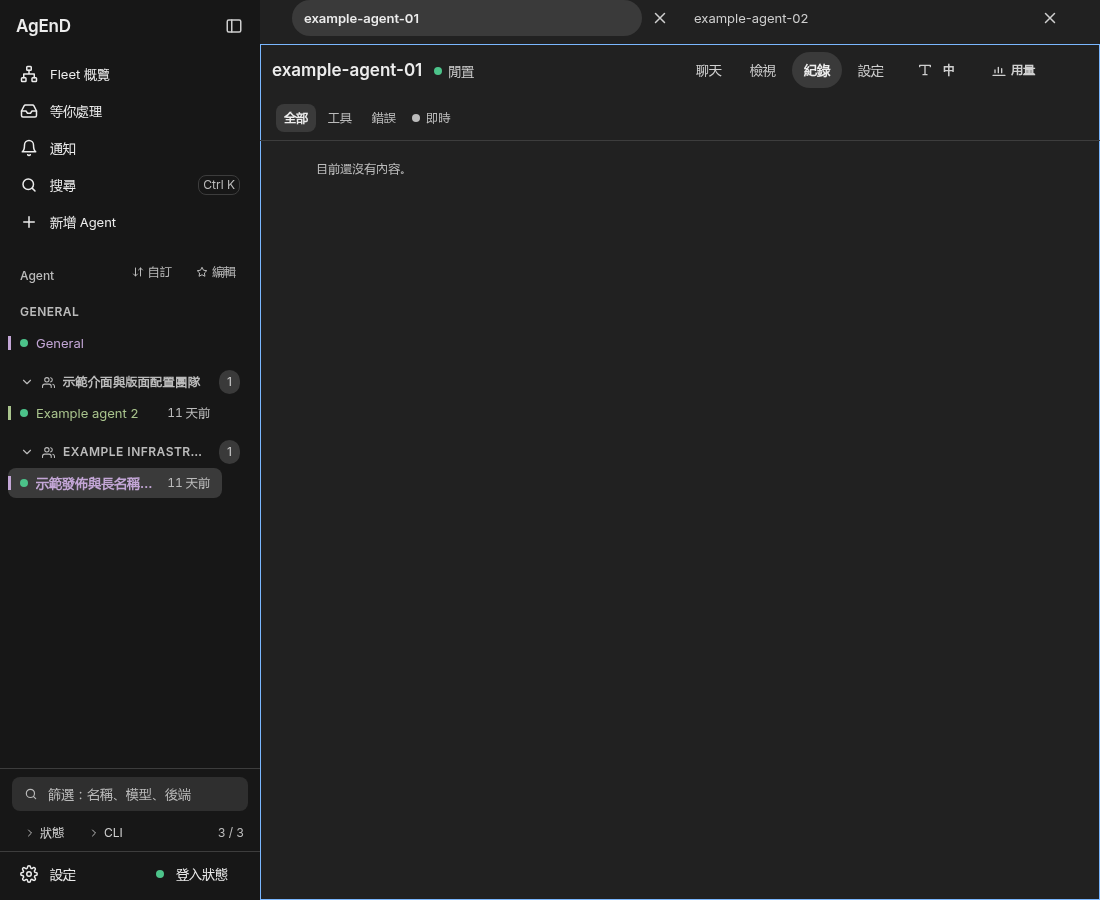 AgEnD
Fleet 概覽
等你處理
通知
搜尋 Ctrl K
新增 Agent
Agent 自訂 編輯
GENERAL
General
示範介面與版面配置團隊 1
Example agent 2 11 天前
EXAMPLE INFRASTR... 1
示範發佈與長名稱... 11 天前
篩選：名稱、模型、後端
狀態 CLI 3 / 3
設定 登入狀態
example-agent-01 example-agent-02
example-agent-01 閒置 聊天 檢視 紀錄 設定 中 用量
全部 工具 錯誤 即時
目前還沒有內容。